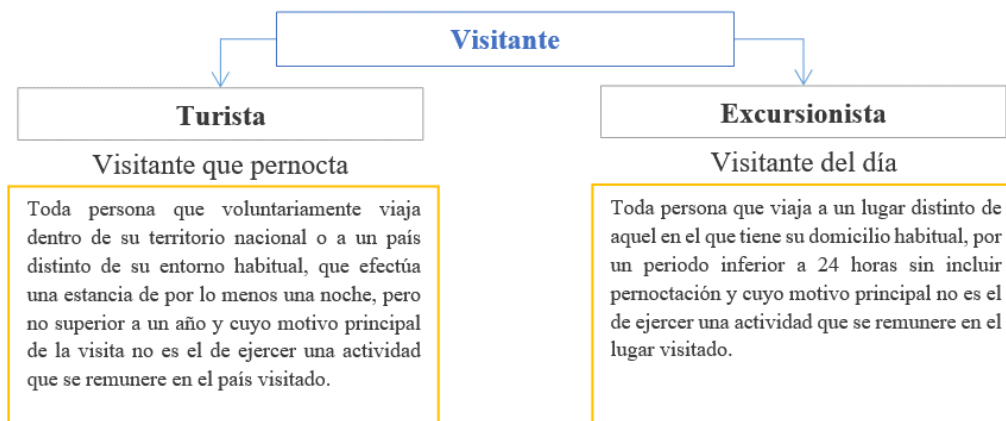 Visitante
Turista
Visitante que pernocta
Toda persona que voluntariamente viaja
dentro de su territorio nacional o a un país
distinto de su entorno habitual, que efectúa
una estancia de por lo menos una noche, pero
no superior a un año y cuyo motivo principal
de la visita no es el de ejercer una actividad
que se remunere en el país visitado.
Excursionista
Visitante del día
Toda persona que viaja a un lugar distinto de
aquel en el que tiene su domicilio habitual, por
un periodo inferior a 24 horas sin incluir
pernoctación y cuyo motivo principal no es el
de ejercer una actividad que se remunere en el
lugar visitado.